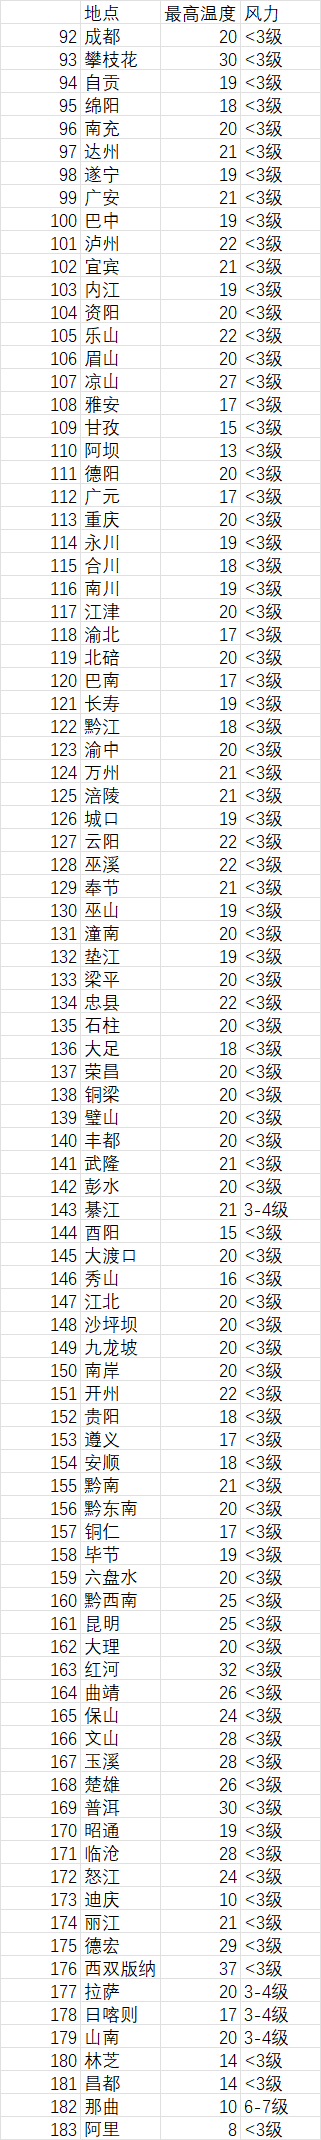 地点 最高温度 风力
92 成都 20 <3级
93 攀枝花 30 <3级
94 自贡 19 <3级
95 绵阳 18 <3级
96 南充 20 <3级
97 达州 21 <3级
98 遂宁 19 <3级
99 广安 21 <3级
100 巴中 19 <3级
101 泸州 22 <3级
102 宜宾 21 <3级
103 内江 19 <3级
104 资阳 20 <3级
105 乐山 22 <3级
106 眉山 20 <3级
107 凉山 27 <3级
108 雅安 17 <3级
109 甘孜 15 <3级
110 阿坝 13 <3级
111 德阳 20 <3级
112 广元 17 <3级
113 重庆 20 <3级
114 永川 19 <3级
115 合川 18 <3级
116 南川 19 <3级
117 江津 20 <3级
118 渝北 17 <3级
119 北碚 20 <3级
120 巴南 17 <3级
121 长寿 19 <3级
122 黔江 18 <3级
123 渝中 20 <3级
124 万州 21 <3级
125 涪陵 21 <3级
126 城口 19 <3级
127 云阳 22 <3级
128 巫溪 22 <3级
129 奉节 21 <3级
130 巫山 19 <3级
131 潼南 20 <3级
132 垫江 19 <3级
133 梁平 20 <3级
134 忠县 22 <3级
135 石柱 20 <3级
136 大足 18 <3级
137 荣昌 20 <3级
138 铜梁 20 <3级
139 璧山 20 <3级
140 丰都 20 <3级
141 武隆 21 <3级
142 彭水 20 <3级
143 綦江 21 3-4级
144 酉阳 15 <3级
145 大渡口 20 <3级
146 秀山 16 <3级
147 江北 20 <3级
148 沙坪坝 20 <3级
149 九龙坡 20 <3级
150 南岸 20 <3级
151 开州 22 <3级
152 贵阳 18 <3级
153 遵义 17 <3级
154 安顺 18 <3级
155 黔南 21 <3级
156 黔东南 20 <3级
157 铜仁 17 <3级
158 毕节 19 <3级
159 六盘水 20 <3级
160 黔西南 25 <3级
161 昆明 25 <3级
162 大理 20 <3级
163 红河 32 <3级
164 曲靖 26 <3级
165 保山 24 <3级
166 文山 28 <3级
167 玉溪 28 <3级
168 楚雄 26 <3级
169 普洱 30 <3级
170 昭通 19 <3级
171 临沧 28 <3级
172 怒江 24 <3级
173 迪庆 10 <3级
174 丽江 21 <3级
175 德宏 29 <3级
176 西双版纳 37 <3级
177 拉萨 20 3-4级
178 日喀则 17 3-4级
179 山南 20 3-4级
180 林芝 14 <3级
181 昌都 14 <3级
182 那曲 10 6-7级
183 阿里 8 <3级